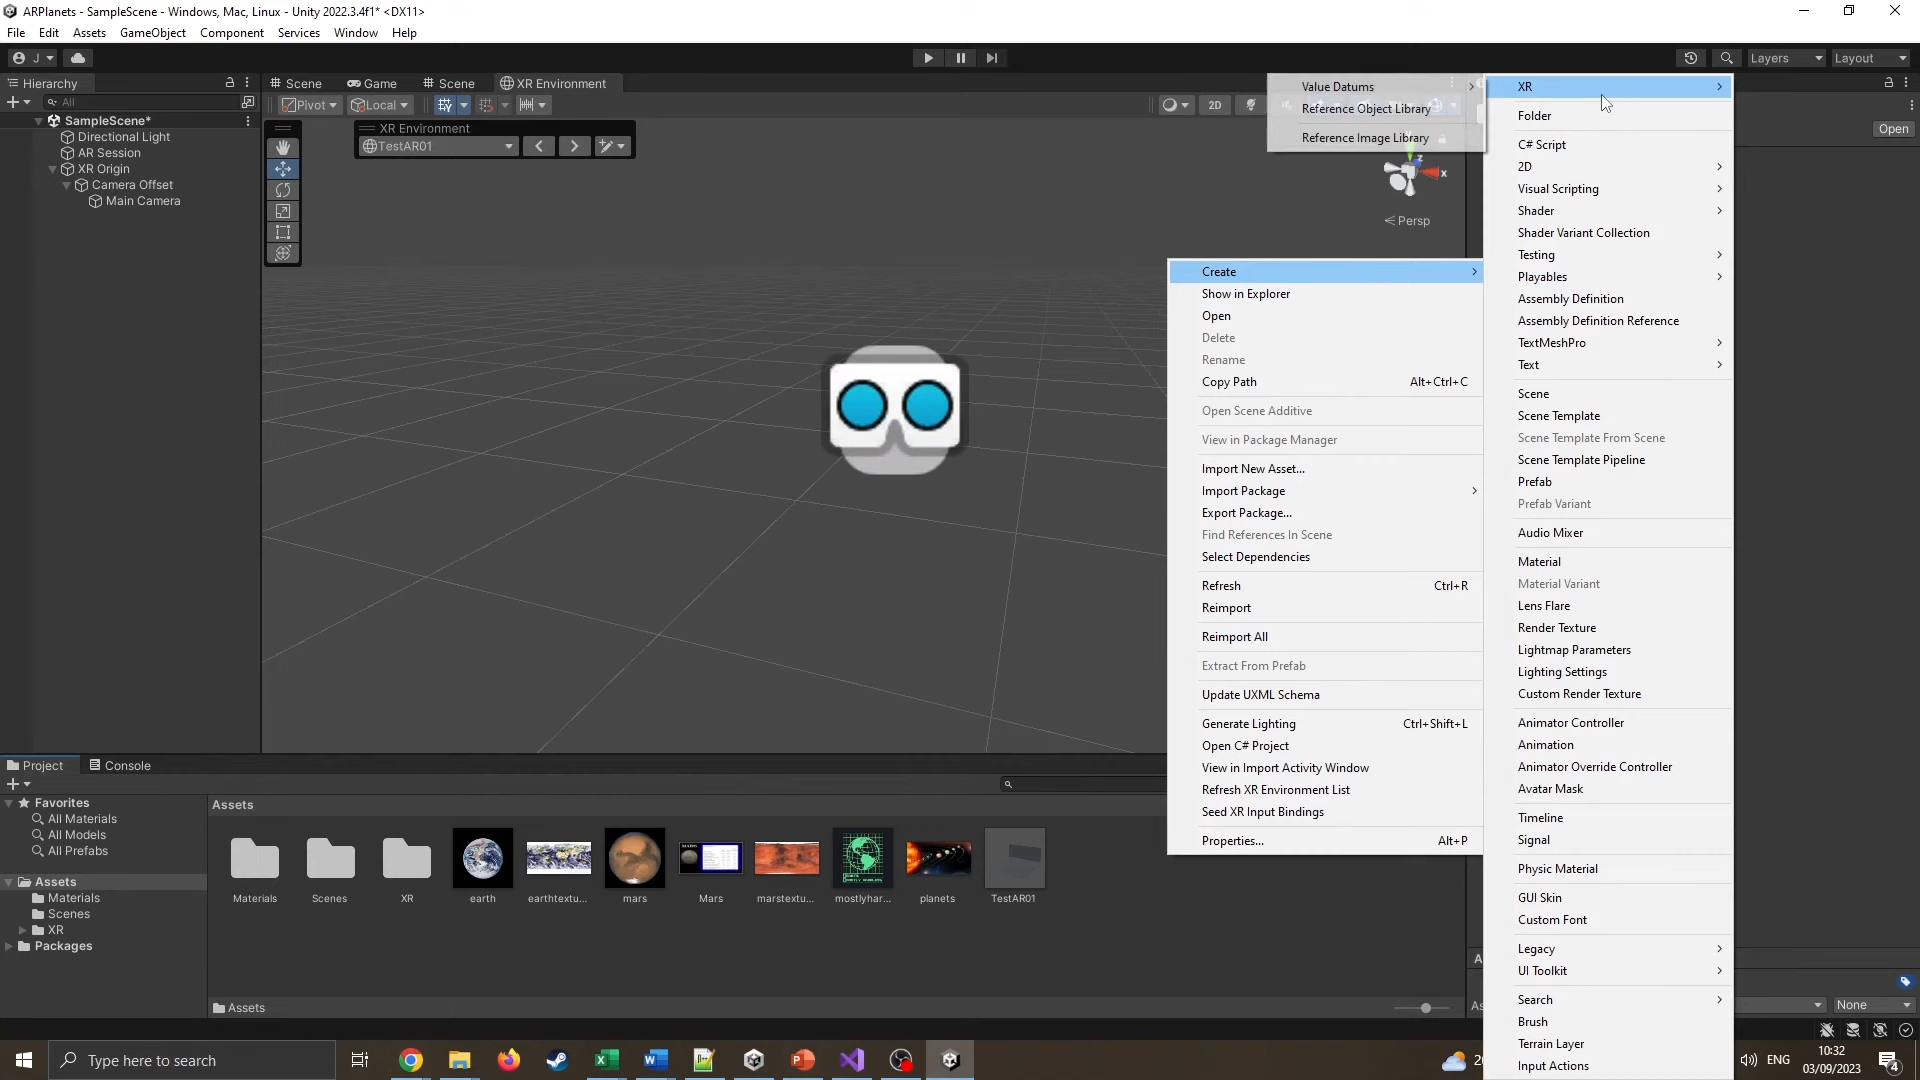 ARPlanets - SampleScene - Windows, Mac, Linux - Unity 2022.3.4f1* <DX11>
File Edit Assets GameObject Component Services Window Help
J Layers Layout
Hierarchy Scene Game Scene XR Environment
All Pivot Local 2D
SampleScene*
Directional Light
AR Session
XR Origin
Camera Offset
Main Camera
XR Environment
TestAR01
x
z
Persp
Open
Value Datums
Reference Object Library
Reference Image Library
Create
Show in Explorer
Open
Delete
Rename
Copy Path Alt+Ctrl+C
Open Scene Additive
View in Package Manager
Import New Asset...
Import Package
Export Package...
Find References In Scene
Select Dependencies
Refresh Ctrl+R
Reimport
Reimport All
Extract From Prefab
Update UXML Schema
Generate Lighting Ctrl+Shift+L
Open C# Project
View in Import Activity Window
Refresh XR Environment List
Seed XR Input Bindings
Properties... Alt+P
XR
Folder
C# Script
2D
Visual Scripting
Shader
Shader Variant Collection
Testing
Playables
Assembly Definition
Assembly Definition Reference
TextMeshPro
Text
Scene
Scene Template
Scene Template From Scene
Scene Template Pipeline
Prefab
Prefab Variant
Audio Mixer
Material
Material Variant
Lens Flare
Render Texture
Lightmap Parameters
Lighting Settings
Custom Render Texture
Animator Controller
Animation
Animator Override Controller
Avatar Mask
Timeline
Signal
Physic Material
GUI Skin
Custom Font
Legacy
UI Toolkit
Search
Brush
Terrain Layer
Input Actions
Project Console
Favorites
All Materials
All Models
All Prefabs
Assets
Materials
Scenes
XR
Packages
Assets
Materials Scenes XR earth earthtextu... mars Mars marstextu... mostlyhar... planets TestAR01
Assets
None
Type here to search
ENG
10:32
03/09/2023
4